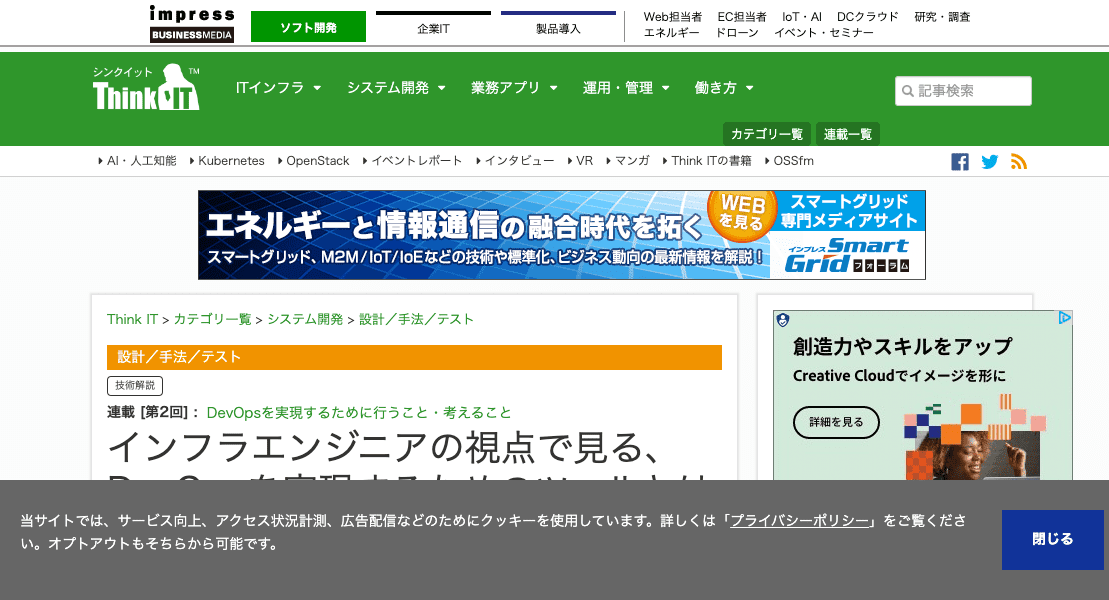 impress
BUSINESS MEDIA
ソフト開発
企業IT
製品導入
Web担当者 EC担当者 IoT・AI DCクラウド 研究・調査
エネルギー ドローン イベント・セミナー
シンクイット
ThinkIT TM
ITインフラ
システム開発
業務アプリ
運用・管理
働き方
記事検索
カテゴリ一覧
連載一覧
AI・人工知能 Kubernetes OpenStack イベントレポート インタビュー VR マンガ Think ITの書籍 OSSfm
エネルギーと情報通信の融合時代を拓く
スマートグリッド、M2M/IoT/IoEなどの技術や標準化、ビジネス動向の最新情報を解説！
WEB
を見る
スマートグリッド
専門メディアサイト
インプレス Smart
Grid フォーラム
Think IT > カテゴリ一覧 > システム開発 > 設計／手法／テスト
設計／手法／テスト
技術解説
連載 [第2回] : DevOpsを実現するために行うこと・考えること
インフラエンジニアの視点で見る、
創造力やスキルをアップ
Creative Cloudでイメージを形に
詳細を見る
当サイトでは、サービス向上、アクセス状況計測、広告配信などのためにクッキーを使用しています。詳しくは「プライバシーポリシー」をご覧くださ
い。オプトアウトもそちらから可能です。
閉じる